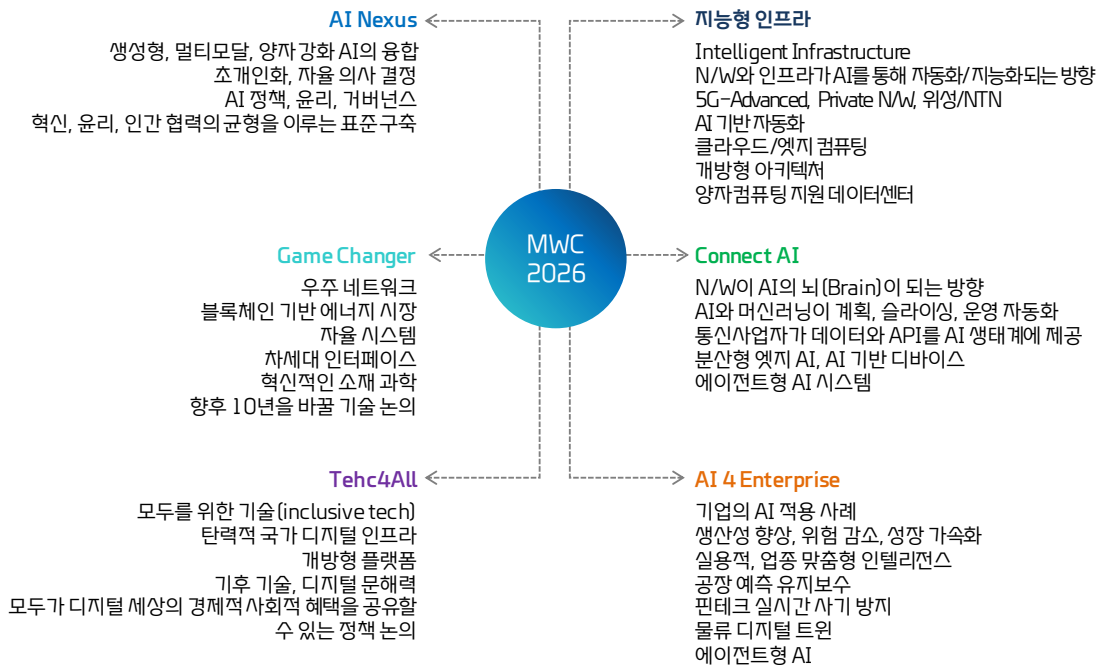 AI Nexus
생성형, 멀티모달, 양자강화 AI의 융합
초개인화, 자율 의사 결정
AI 정책, 윤리, 거버넌스
혁신, 윤리, 인간 협력의 균형을 이루는 표준 구축
지능형 인프라
Intelligent Infrastructure
N/W와 인프라가 AI를 통해 자동화/지능화되는 방향
5G-Advanced, Private N/W, 위성/NTN
AI 기반 자동화
클라우드/엣지 컴퓨팅
개방형 아키텍처
양자컴퓨팅 지원 데이터센터
MWC
2026
Game Changer
우주 네트워크
블록체인 기반 에너지 시장
자율 시스템
차세대 인터페이스
혁신적인 소재 과학
향후 10년을 바꿀 기술 논의
Connect AI
N/W이 AI의 뇌(Brain)이 되는 방향
AI와 머신러닝이 계획, 슬라이싱, 운영 자동화
통신사업자가 데이터와 API를 AI 생태계에 제공
분산형 엣지 AI, AI 기반 디바이스
에이전트형 AI 시스템
Tehc4All
모두를 위한 기술(inclusive tech)
탄력적 국가 디지털 인프라
개방형 플랫폼
기후 기술, 디지털 문해력
모두가 디지털 세상의 경제적 사회적 혜택을 공유할
수 있는 정책 논의
AI 4 Enterprise
기업의 AI 적용 사례
생산성 향상, 위험 감소, 성장 가속화
실용적, 업종 맞춤형 인텔리전스
공장 예측 유지보수
핀테크 실시간 사기 방지
물류 디지털 트윈
에이전트형 AI